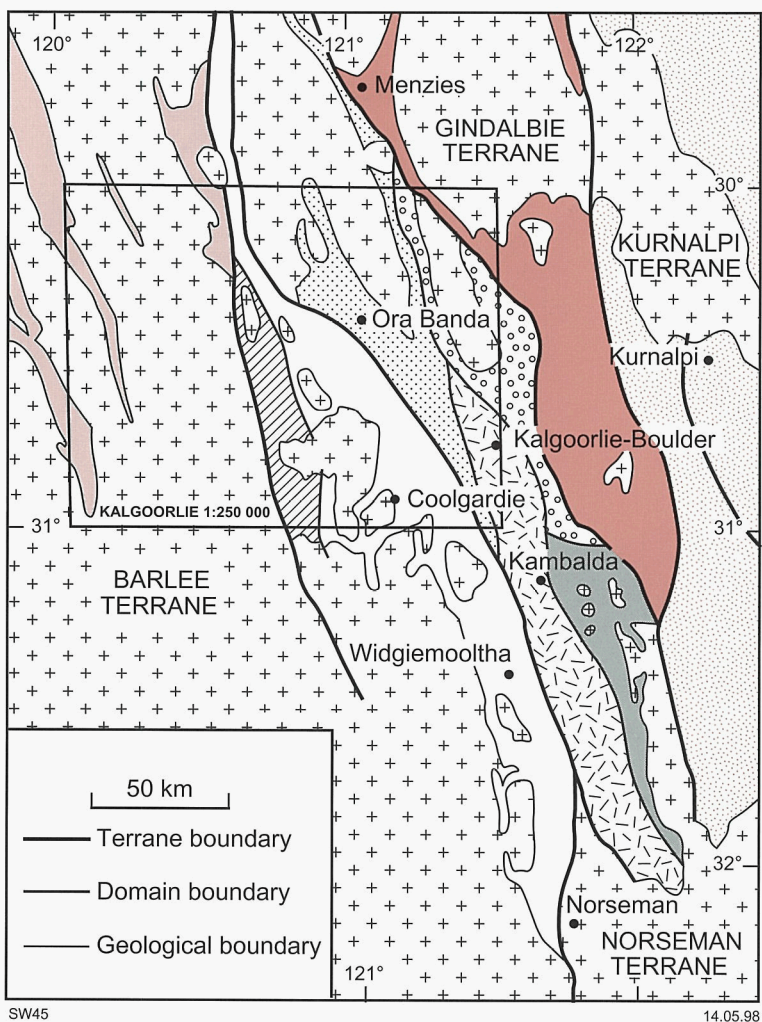 120°
121°
122°
Menzies
GINDALBIE
TERRANE
30°
KURNALPI
TERRANE
Ora Banda
Kurnalpi
Kalgoorlie-Boulder
Coolgardie
KALGOORLIE 1:250 000
31°
31°
Kambalda
BARLEE
TERRANE
Widgiemooltha
50 km
Terrane boundary
Domain boundary
Geological boundary
32°
Norseman
NORSEMAN
TERRANE
121°
SW45
14.05.98